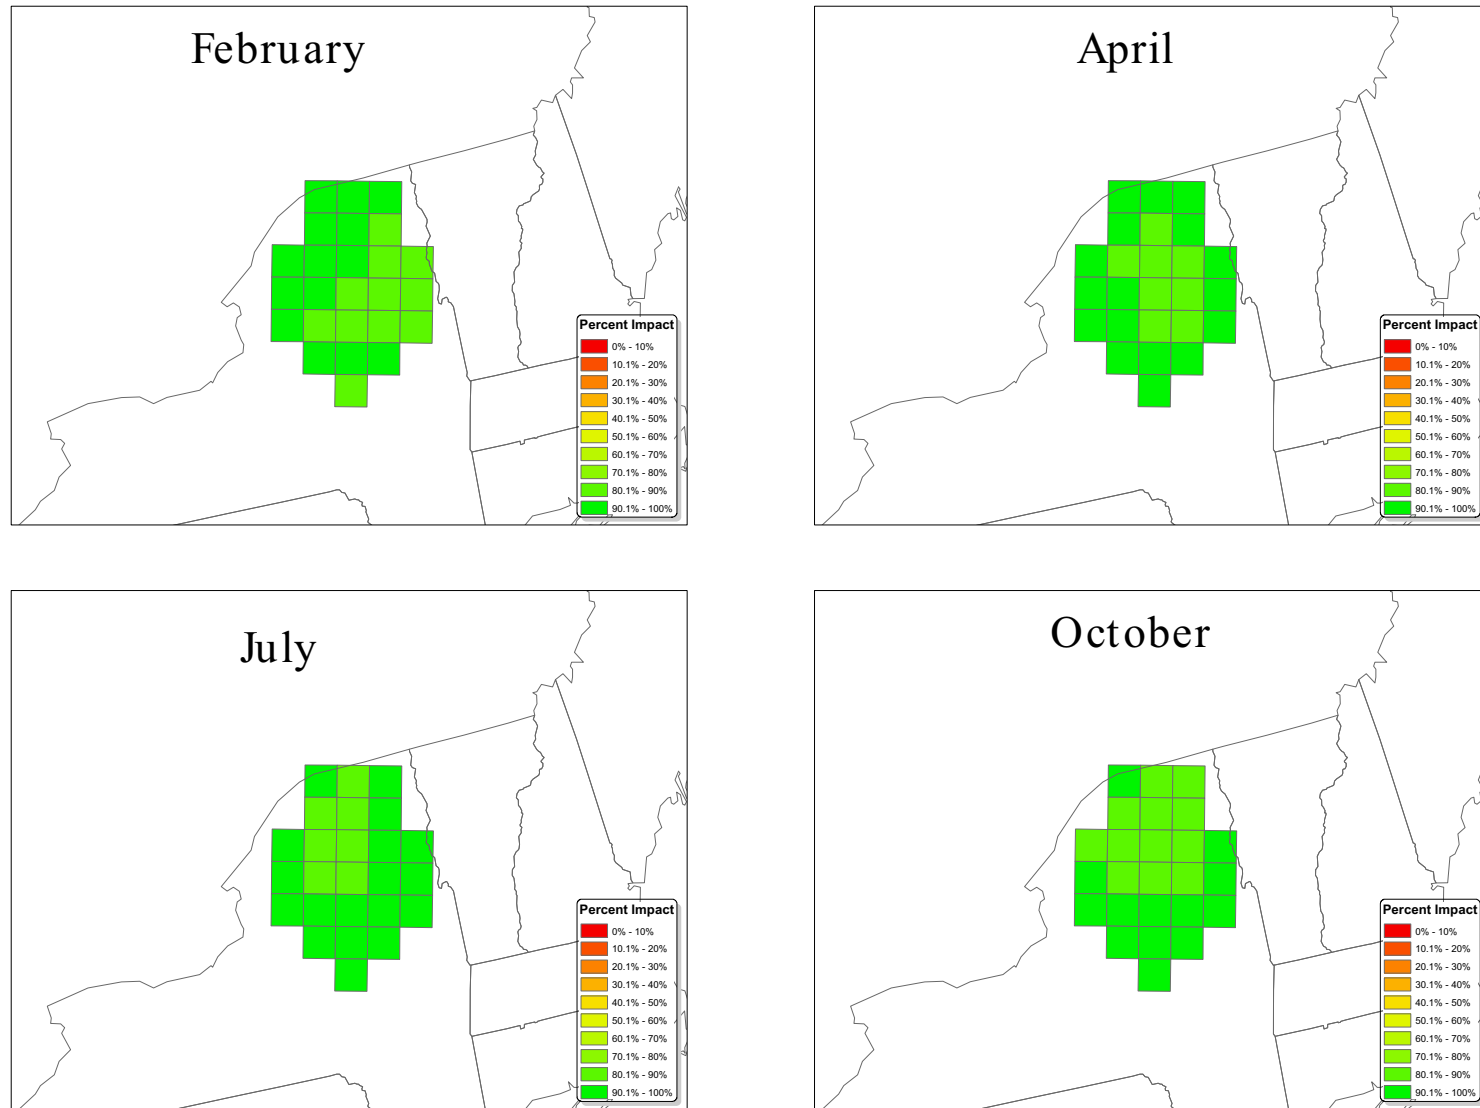 February
Percent Impact
0% - 10%
10.1% - 20%
20.1% - 30%
30.1% - 40%
40.1% - 50%
50.1% - 60%
60.1% - 70%
70.1% - 80%
80.1% - 90%
90.1% - 100%
April
Percent Impact
0% - 10%
10.1% - 20%
20.1% - 30%
30.1% - 40%
40.1% - 50%
50.1% - 60%
60.1% - 70%
70.1% - 80%
80.1% - 90%
90.1% - 100%
July
Percent Impact
0% - 10%
10.1% - 20%
20.1% - 30%
30.1% - 40%
40.1% - 50%
50.1% - 60%
60.1% - 70%
70.1% - 80%
80.1% - 90%
90.1% - 100%
October
Percent Impact
0% - 10%
10.1% - 20%
20.1% - 30%
30.1% - 40%
40.1% - 50%
50.1% - 60%
60.1% - 70%
70.1% - 80%
80.1% - 90%
90.1% - 100%